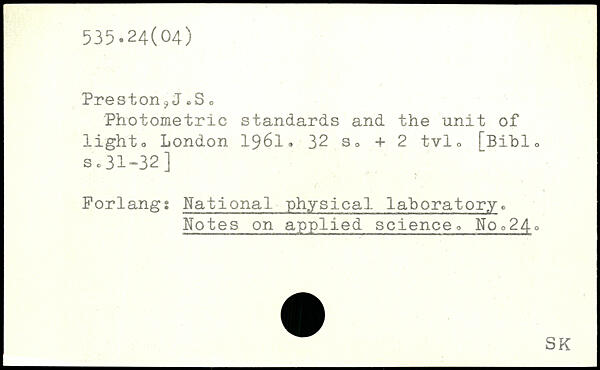 535.24(04)
Preston,J.S.
Photometric standards and the unit of
light. London 1961. 32 s. + 2 tvl. [Bibl.
s.31-32]
Forlang: National physical laboratory.
Notes on applied science. No.24.
SK